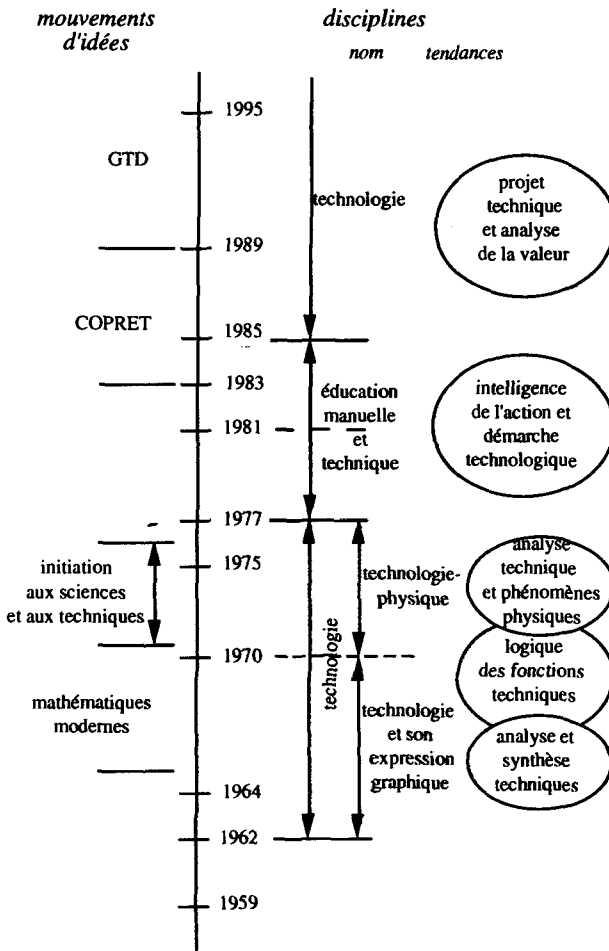 mouvements
d'idées
disciplines
nom
tendances
1995
GTD
technologie
projet
technique
et analyse
de la valeur
1989
COPRET
1985
1983
éducation
manuelle
et
technique
intelligence
de l'action et
démarche
technologique
1981
1977
initiation
aux sciences
et aux techniques
1975
technologie-
physique
analyse
technique
et phénomènes
physiques
technologie
1970
logique
des fonctions
techniques
mathématiques
modernes
technologie
et son
expression
graphique
analyse et
synthèse
techniques
1964
1962
1959